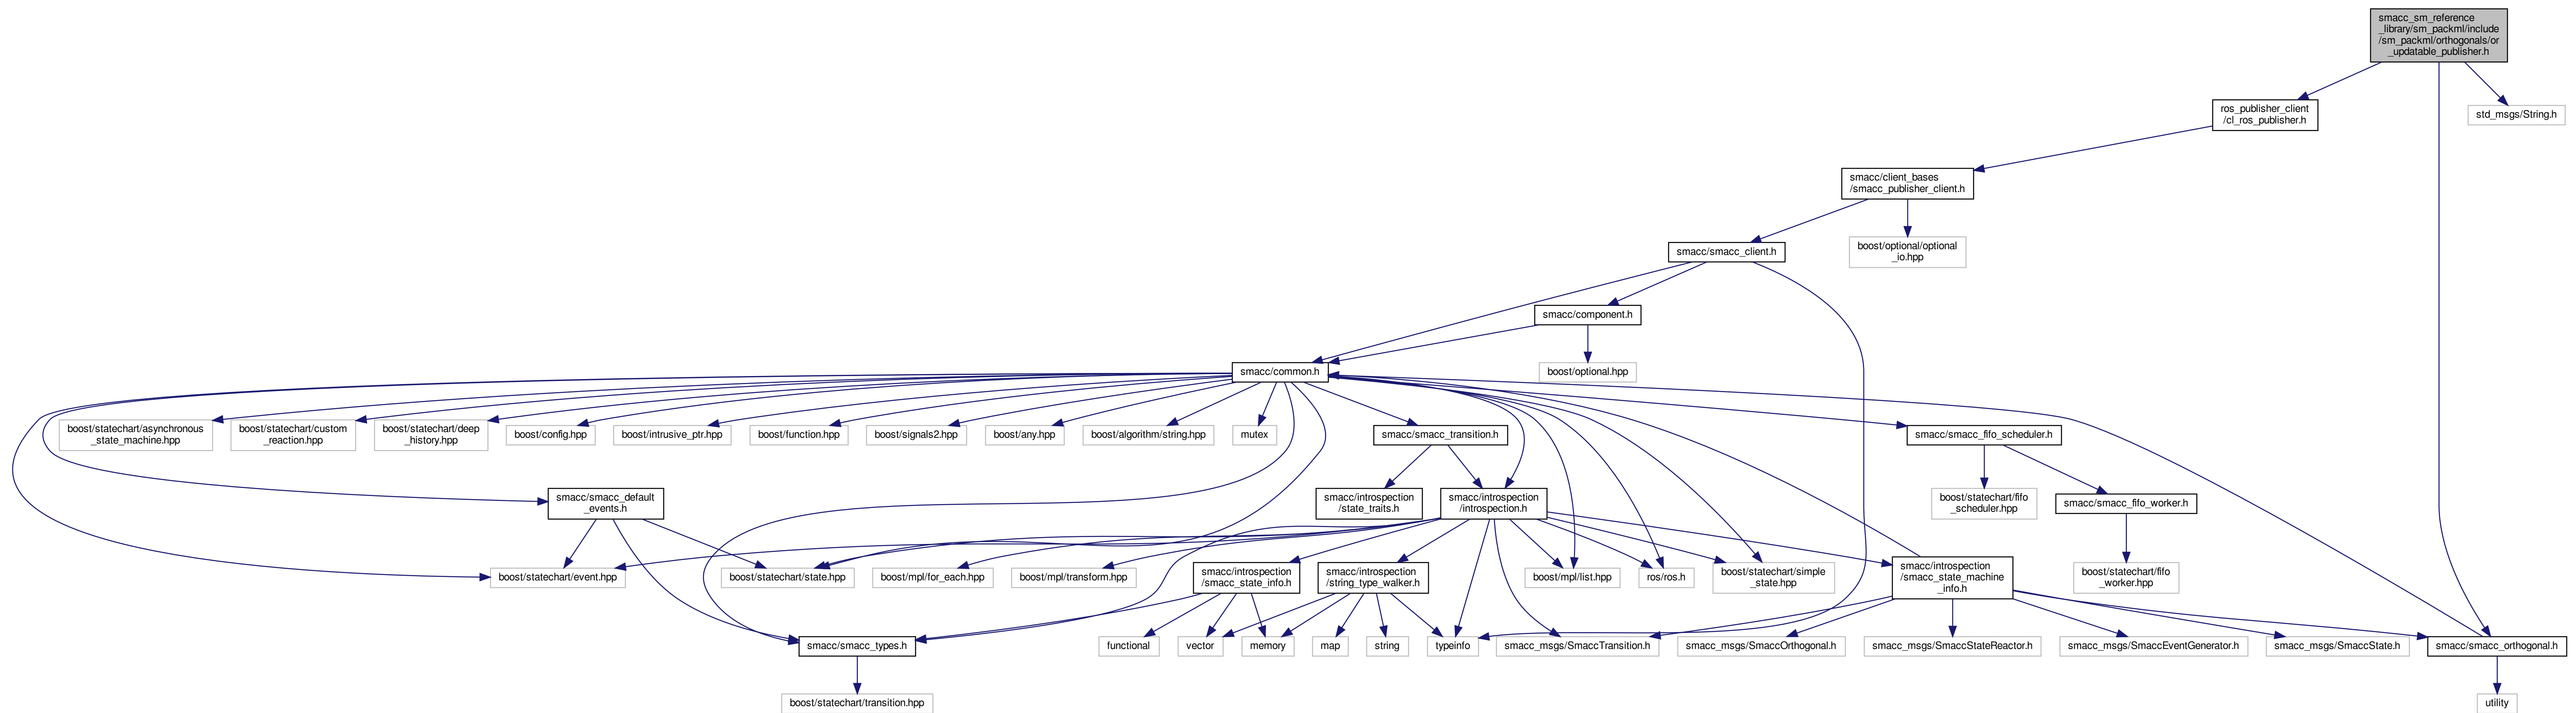 smacc_sm_reference
_library/sm_packml/include
/sm_packml/orthogonals/or
_updatable_publisher.h
ros_publisher_client
/cl_ros_publisher.h
std_msgs/String.h
smacc/client_bases
/smacc_publisher_client.h
smacc/smacc_client.h
boost/optional/optional
_io.hpp
smacc/component.h
smacc/common.h
boost/optional.hpp
boost/statechart/asynchronous
_state_machine.hpp
boost/statechart/custom
_reaction.hpp
boost/statechart/deep
_history.hpp
boost/config.hpp
boost/intrusive_ptr.hpp
boost/function.hpp
boost/signals2.hpp
boost/any.hpp
boost/algorithm/string.hpp
mutex
smacc/smacc_transition.h
smacc/smacc_fifo_scheduler.h
smacc/smacc_default
_events.h
smacc/introspection
/state_traits.h
smacc/introspection
/introspection.h
boost/statechart/fifo
_scheduler.hpp
smacc/smacc_fifo_worker.h
boost/statechart/event.hpp
boost/statechart/state.hpp
boost/mpl/for_each.hpp
boost/mpl/transform.hpp
smacc/introspection
/smacc_state_info.h
smacc/introspection
/string_type_walker.h
boost/mpl/list.hpp
ros/ros.h
boost/statechart/simple
_state.hpp
smacc/introspection
/smacc_state_machine
_info.h
boost/statechart/fifo
_worker.hpp
smacc/smacc_types.h
functional
vector
memory
map
string
typeinfo
smacc_msgs/SmaccTransition.h
smacc_msgs/SmaccOrthogonal.h
smacc_msgs/SmaccStateReactor.h
smacc_msgs/SmaccEventGenerator.h
smacc_msgs/SmaccState.h
smacc/smacc_orthogonal.h
boost/statechart/transition.hpp
utility